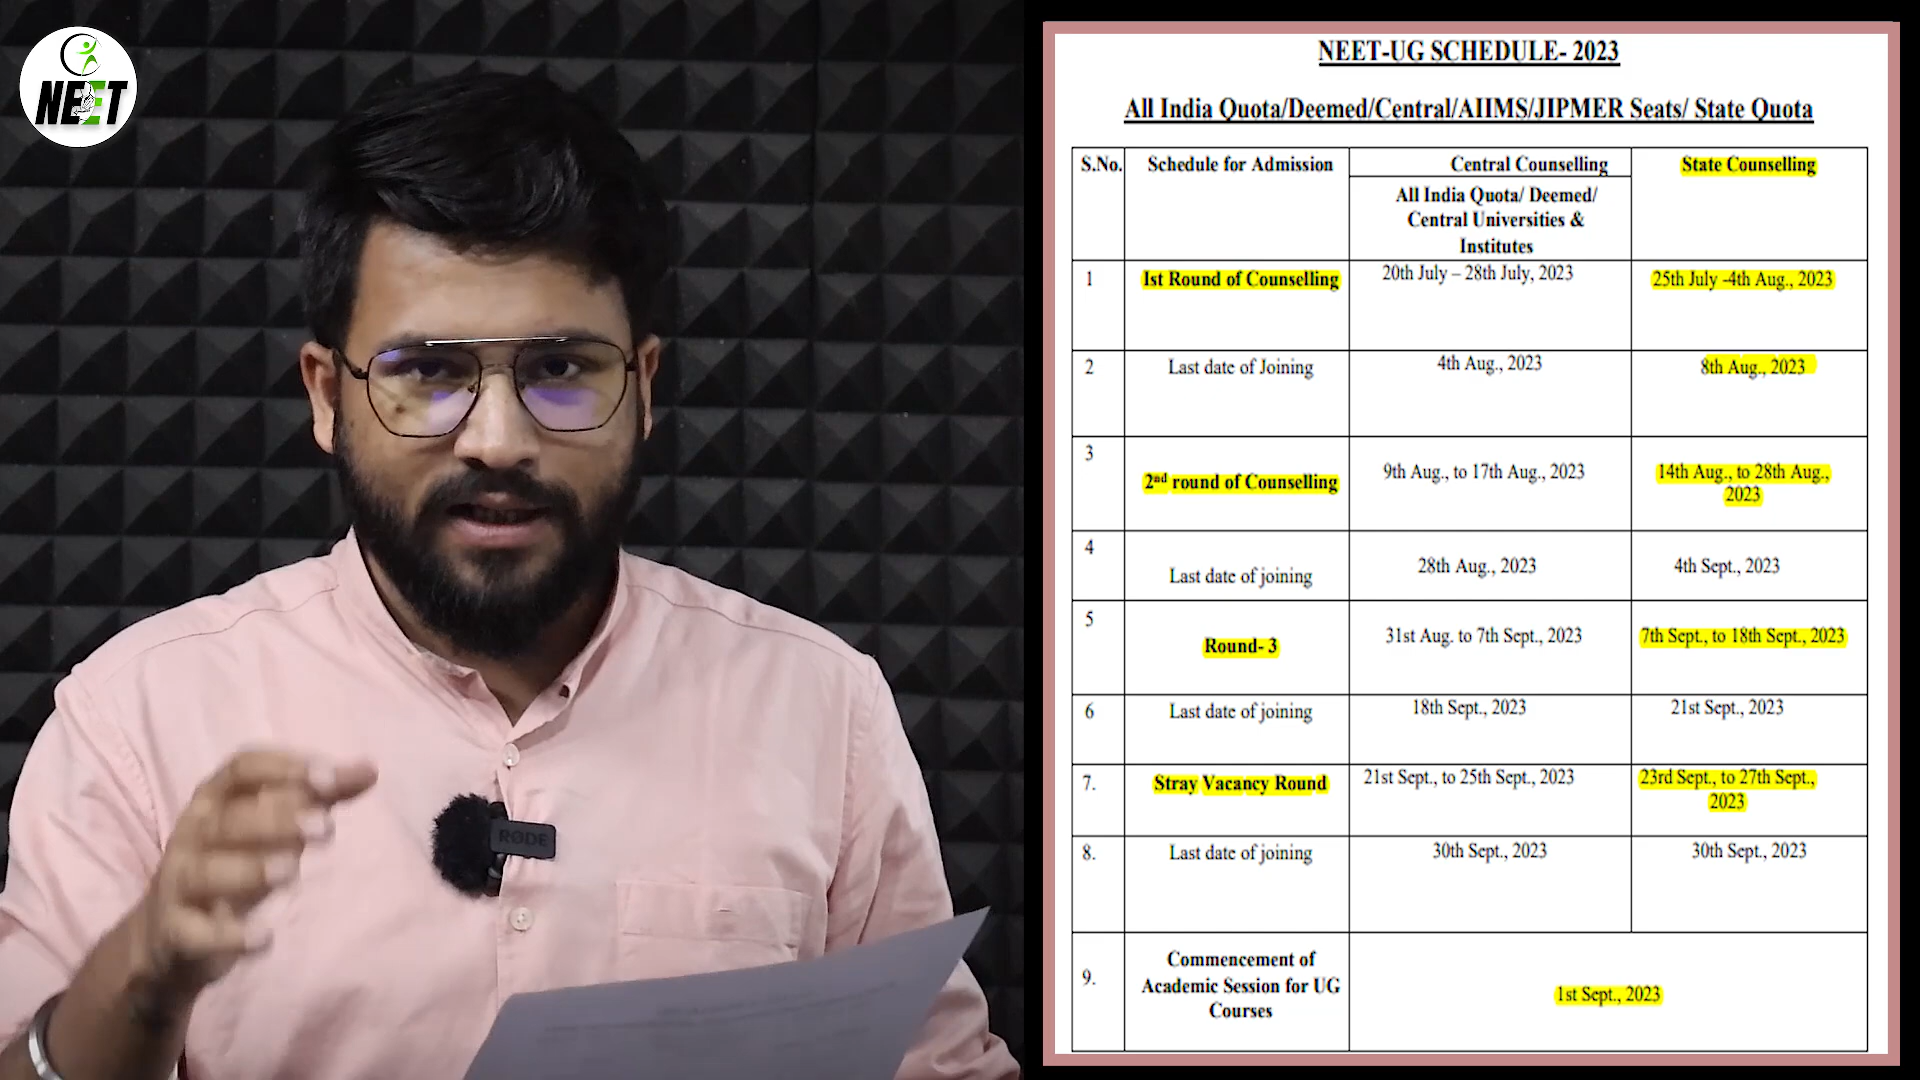 NEET
RODE
NEET-UG SCHEDULE- 2023
All India Quota/Deemed/Central/AIIMS/JIPMER Seats/ State Quota
S.No. Schedule for Admission Central Counselling State Counselling
All India Quota/ Deemed/
Central Universities &
Institutes
1 Ist Round of Counselling 20th July – 28th July, 2023 25th July -4th Aug., 2023
2 Last date of Joining 4th Aug., 2023 8th Aug., 2023
3 2nd round of Counselling 9th Aug., to 17th Aug., 2023 14th Aug., to 28th Aug.,
2023
4 Last date of joining 28th Aug., 2023 4th Sept., 2023
5 Round- 3 31st Aug. to 7th Sept., 2023 7th Sept., to 18th Sept., 2023
6 Last date of joining 18th Sept., 2023 21st Sept., 2023
7. Stray Vacancy Round 21st Sept., to 25th Sept., 2023 23rd Sept., to 27th Sept.,
2023
8. Last date of joining 30th Sept., 2023 30th Sept., 2023
9. Commencement of
Academic Session for UG
Courses
1st Sept., 2023